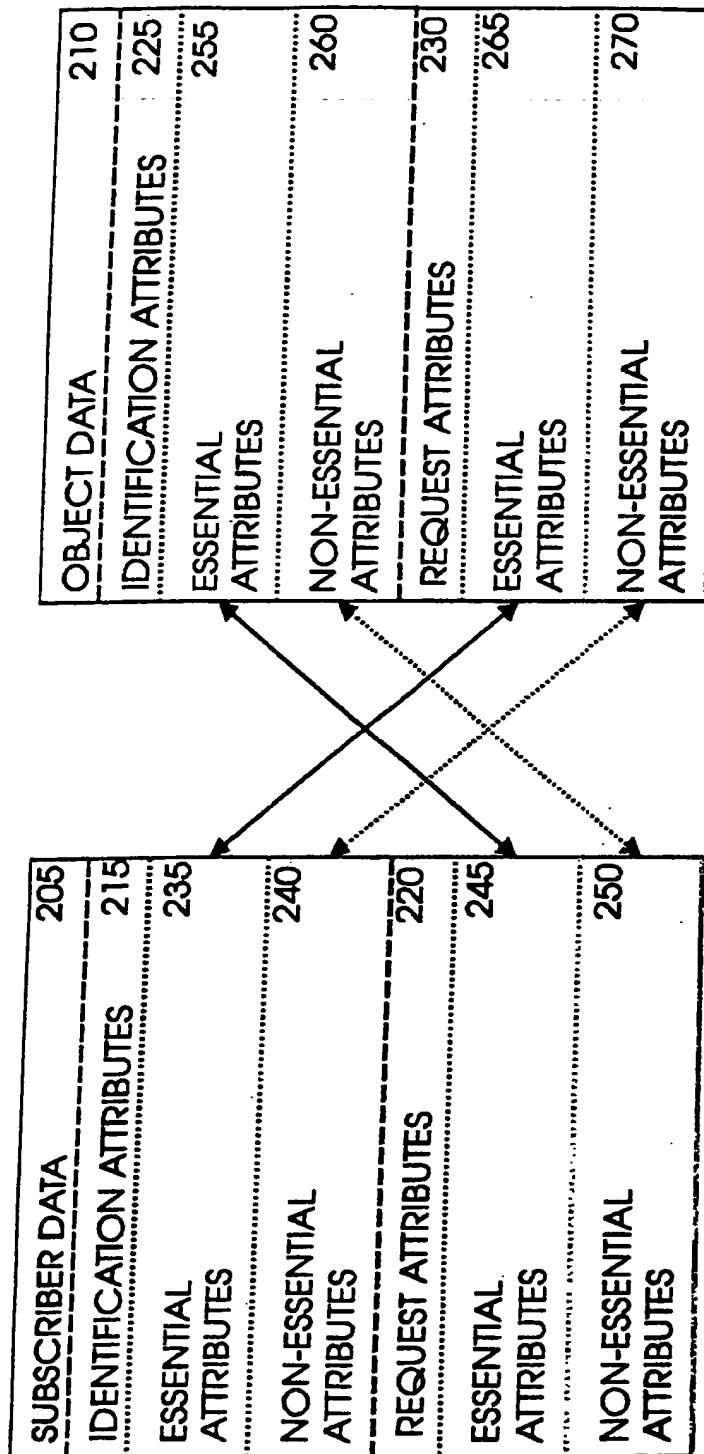 SUBSCRIBER DATA 205
IDENTIFICATION ATTRIBUTES 215
ESSENTIAL 235
ATTRIBUTES
NON-ESSENTIAL 240
ATTRIBUTES
REQUEST ATTRIBUTES 220
ESSENTIAL 245
ATTRIBUTES
NON-ESSENTIAL 250
ATTRIBUTES
OBJECT DATA 210
IDENTIFICATION ATTRIBUTES 225
ESSENTIAL 255
ATTRIBUTES
NON-ESSENTIAL 260
ATTRIBUTES
REQUEST ATTRIBUTES 230
ESSENTIAL 265
ATTRIBUTES
NON-ESSENTIAL 270
ATTRIBUTES